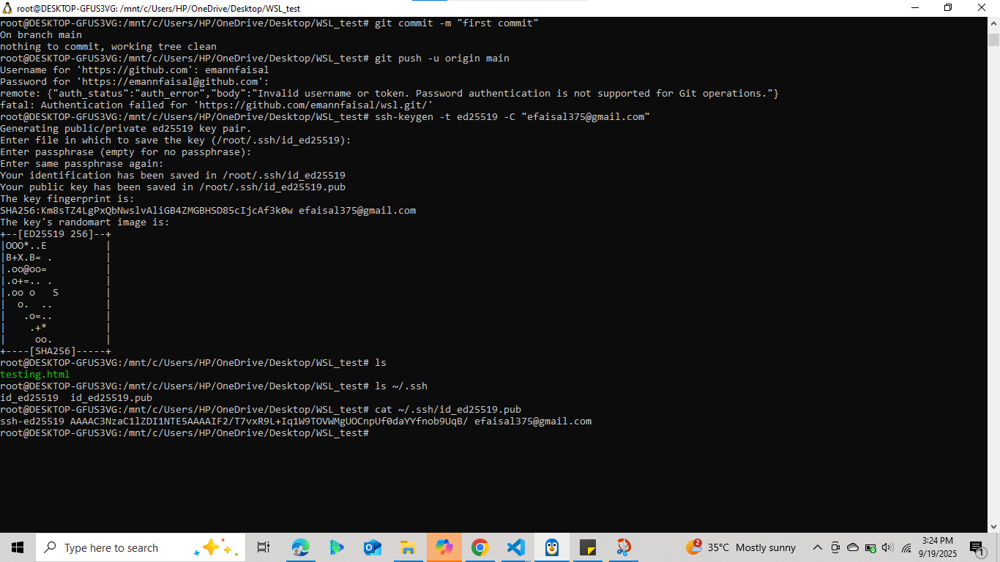 root@DESKTOP-GFUS3VG: /mnt/c/Users/HP/OneDrive/Desktop/WSL_test
root@DESKTOP-GFUS3VG:/mnt/c/Users/HP/OneDrive/Desktop/WSL_test# git commit -m "first commit"
On branch main
nothing to commit, working tree clean
root@DESKTOP-GFUS3VG:/mnt/c/Users/HP/OneDrive/Desktop/WSL_test# git push -u origin main
Username for 'https://github.com': emannfaisal
Password for 'https://emannfaisal@github.com':
remote: {"auth_status":"auth_error","body":"Invalid username or token. Password authentication is not supported for Git operations."}
fatal: Authentication failed for 'https://github.com/emannfaisal/wsl.git/'
root@DESKTOP-GFUS3VG:/mnt/c/Users/HP/OneDrive/Desktop/WSL_test# ssh-keygen -t ed25519 -C "efaisal375@gmail.com"
Generating public/private ed25519 key pair.
Enter file in which to save the key (/root/.ssh/id_ed25519):
Enter passphrase (empty for no passphrase):
Enter same passphrase again:
Your identification has been saved in /root/.ssh/id_ed25519
Your public key has been saved in /root/.ssh/id_ed25519.pub
The key fingerprint is:
SHA256:Km8sTZ4LgPxQbNwslvAliGB4ZMGBHSD85cIjcAf3k0w efaisal375@gmail.com
The key's randomart image is:
+--[ED25519 256]--+
|OOO*..E          |
|B+X.B= .         |
|.oo@oo=          |
|.o+=.. .         |
|.oo o   S        |
|  o.  ..         |
|   .o=..         |
|    .+*          |
|     oo.         |
+----[SHA256]-----+
root@DESKTOP-GFUS3VG:/mnt/c/Users/HP/OneDrive/Desktop/WSL_test# ls
testing.html
root@DESKTOP-GFUS3VG:/mnt/c/Users/HP/OneDrive/Desktop/WSL_test# ls ~/.ssh
id_ed25519  id_ed25519.pub
root@DESKTOP-GFUS3VG:/mnt/c/Users/HP/OneDrive/Desktop/WSL_test# cat ~/.ssh/id_ed25519.pub
ssh-ed25519 AAAAC3NzaC1lZDI1NTE5AAAAIF2/T7vxR9L+Iq1W9TOVWMgUOCnpUf0daYYfnob9UqB/ efaisal375@gmail.com
root@DESKTOP-GFUS3VG:/mnt/c/Users/HP/OneDrive/Desktop/WSL_test#
Type here to search
2
35°C Mostly sunny
3:24 PM
9/19/2025
1